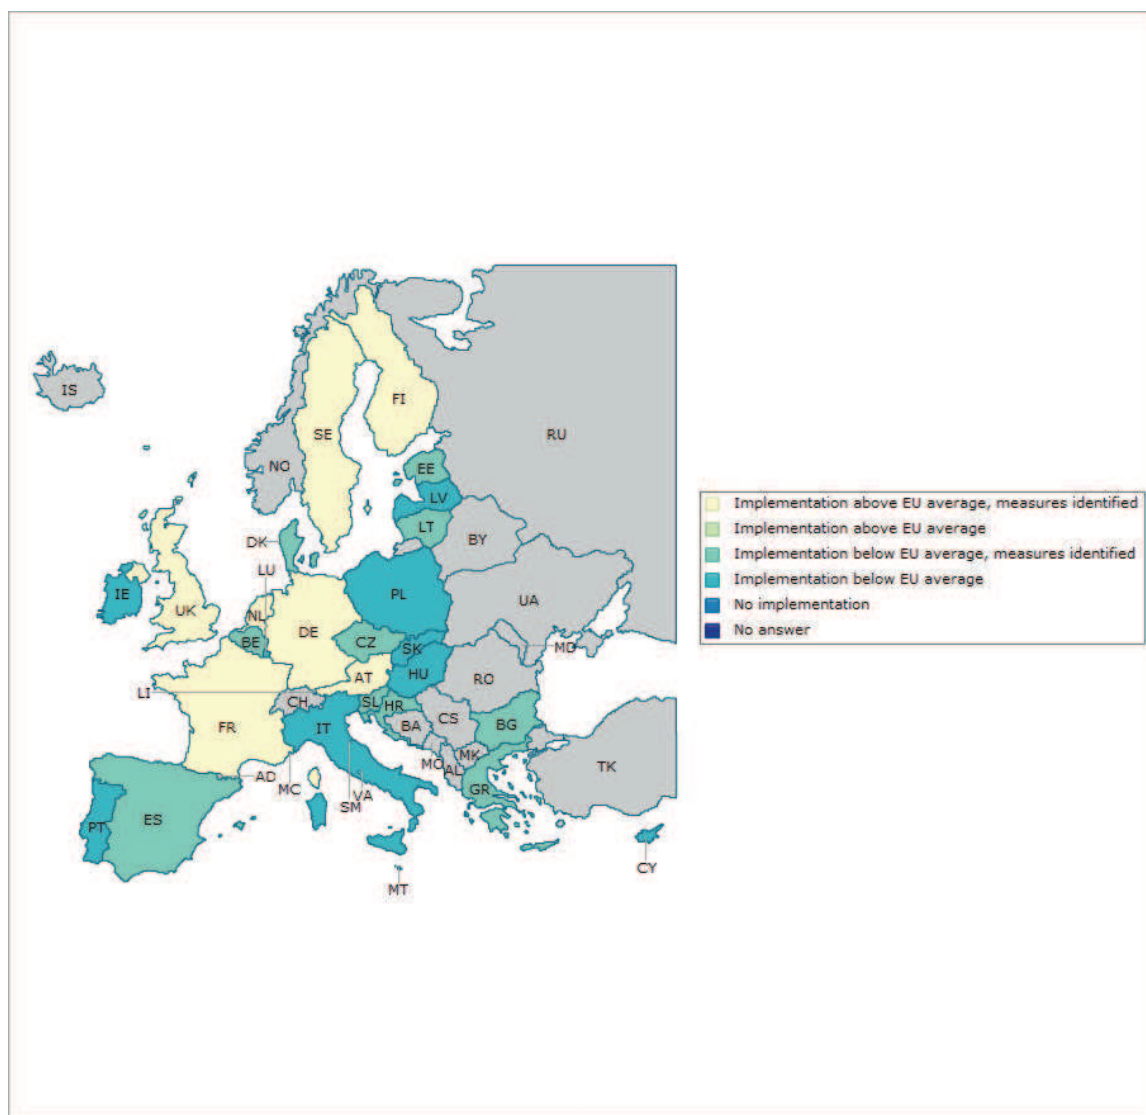 IS
FI
SE
RU
NO
EE
LV
LT
DK
BY
LU
IE
PL
UA
UK
NL
DE
BE
CZ
SK
MD
AT
HU
RO
LI
CH
SL
HR
CS
FR
IT
BA
BG
MK
MO
AL
TK
AD
MC
VA
SM
GR
ES
PT
CY
MT
Implementation above EU average, measures identified
Implementation above EU average
Implementation below EU average, measures identified
Implementation below EU average
No implementation
No answer